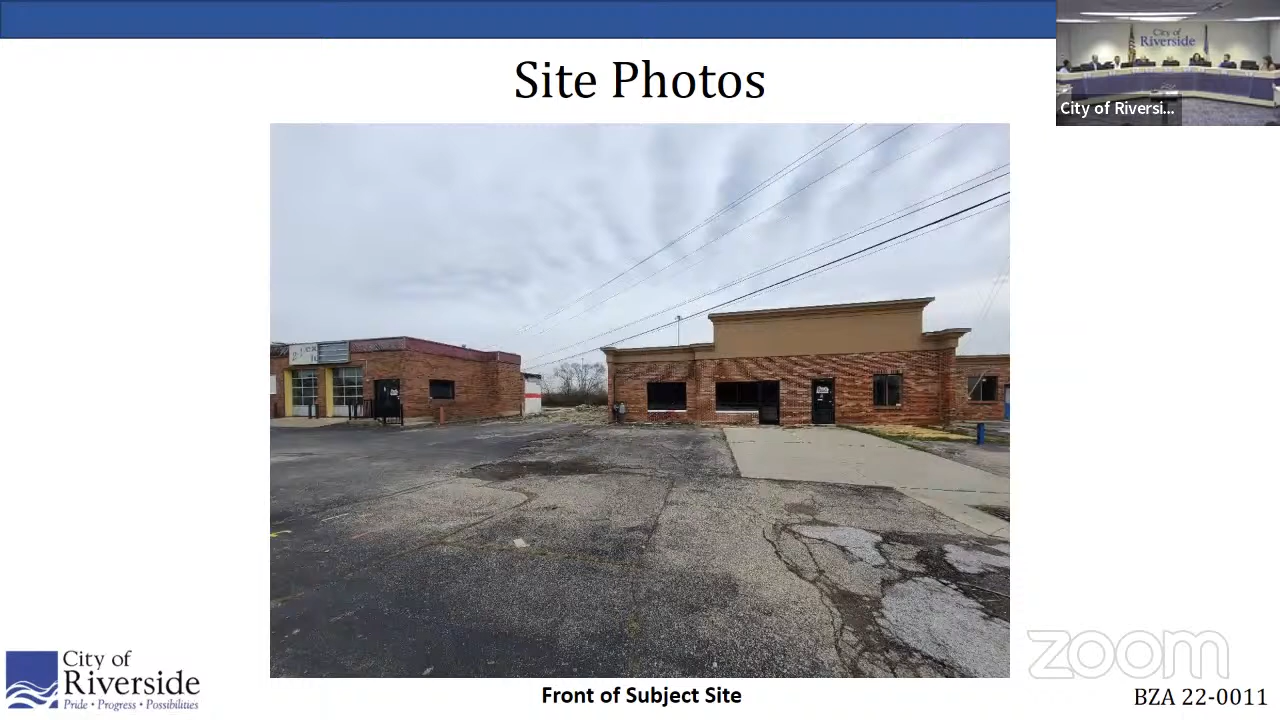 Site Photos
City of
Riverside
City of Riversi...
Front of Subject Site
City of
Riverside
Pride • Progress • Possibilities
zoom
BZA 22-0011